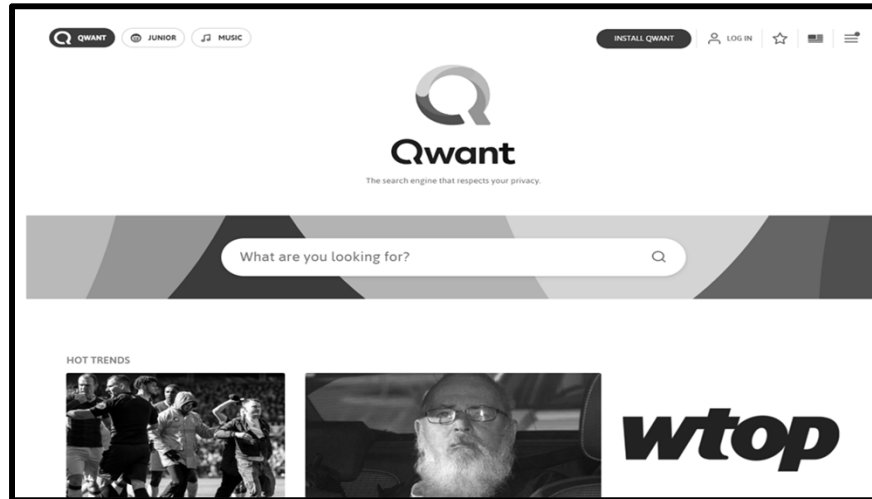 QWANT
JUNIOR
MUSIC
INSTALL QWANT
LOG IN
Qwant
The search engine that respects your privacy.
What are you looking for?
HOT TRENDS
wtop